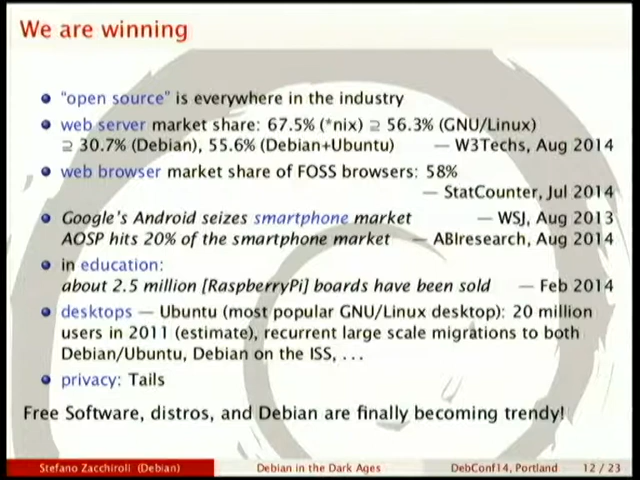 We are winning
"open source" is everywhere in the industry
web server market share: 67.5% (*nix) ⊇ 56.3% (GNU/Linux)
⊇ 30.7% (Debian), 55.6% (Debian+Ubuntu) — W3Techs, Aug 2014
web browser market share of FOSS browsers: 58%
— StatCounter, Jul 2014
Google's Android seizes smartphone market — WSJ, Aug 2013
AOSP hits 20% of the smartphone market — ABIresearch, Aug 2014
in education:
about 2.5 million [RaspberryPi] boards have been sold — Feb 2014
desktops — Ubuntu (most popular GNU/Linux desktop): 20 million
users in 2011 (estimate), recurrent large scale migrations to both
Debian/Ubuntu, Debian on the ISS, ...
privacy: Tails
Free Software, distros, and Debian are finally becoming trendy!
Stefano Zacchiroli (Debian) Debian in the Dark Ages DebConf14, Portland 12 / 23